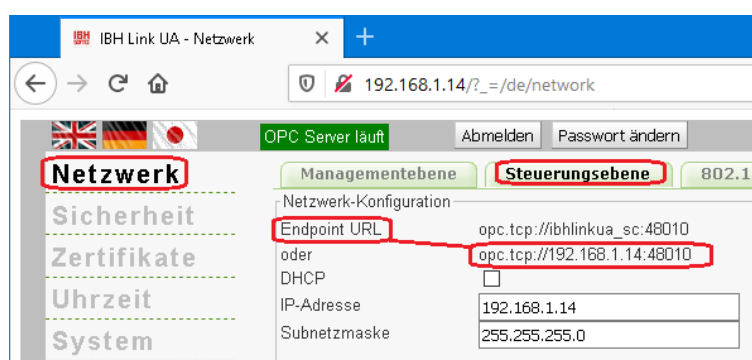 IBH Link UA - Netzwerk
192.168.1.14/?_=/de/network
OPC Server läuft Abmelden Passwort ändern
Netzwerk
Sicherheit
Zertifikate
Uhrzeit
System
Managementebene Steuerungsebene 802.1
Netzwerk-Konfiguration
Endpoint URL opc.tcp://ibhlinkua_sc:48010
oder opc.tcp://192.168.1.14:48010
DHCP
IP-Adresse 192.168.1.14
Subnetzmaske 255.255.255.0